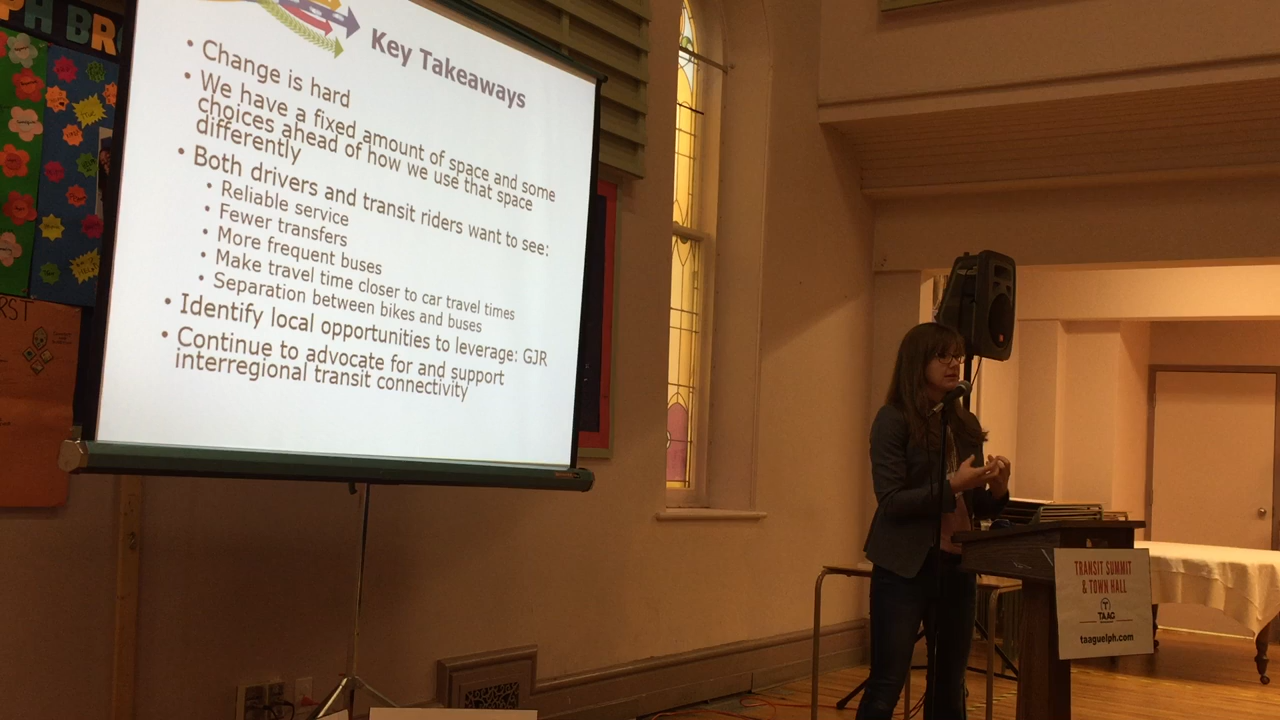 PH BR
Key Takeaways
• Change is hard
• We have a fixed amount of space and some
choices ahead of how we use that space
differently
• Both drivers and transit riders want to see:
• Reliable service
• Fewer transfers
• More frequent buses
• Make travel time closer to car travel times
• Separation between bikes and buses
• Identify local opportunities to leverage: GJR
• Continue to advocate for and support
interregional transit connectivity
RST
TRANSIT SUMMIT
& TOWN HALL
T
TAAG
taaguelph.com